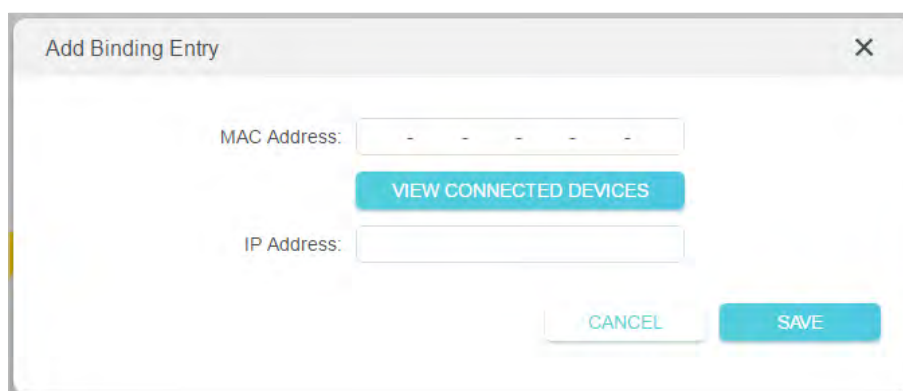 Add Binding Entry ×
MAC Address: - - - - -
VIEW CONNECTED DEVICES
IP Address:
CANCEL SAVE